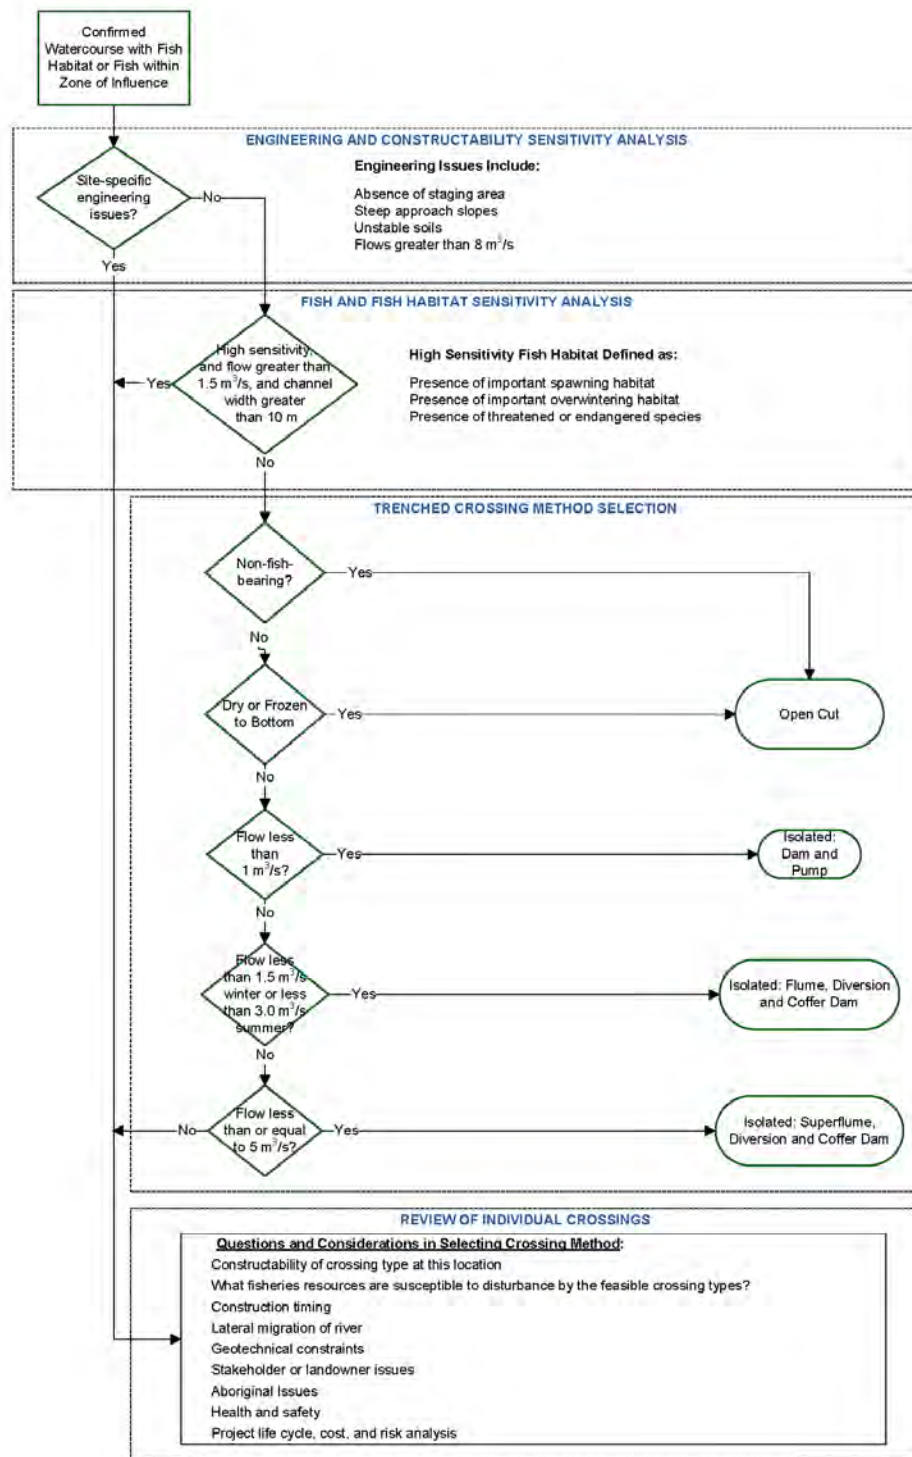 Confirmed
Watercourse with Fish
Habitat or Fish within
Zone of Influence
ENGINEERING AND CONSTRUCTABILITY SENSITIVITY ANALYSIS
Site-specific
engineering
issues?
No
Yes
Engineering Issues Include:
Absence of staging area
Steep approach slopes
Unstable soils
Flows greater than 8 m³/s
FISH AND FISH HABITAT SENSITIVITY ANALYSIS
High sensitivity,
and flow greater than
1.5 m³/s, and channel
width greater
than 10 m
Yes
No
High Sensitivity Fish Habitat Defined as:
Presence of important spawning habitat
Presence of important overwintering habitat
Presence of threatened or endangered species
TRENCHED CROSSING METHOD SELECTION
Non-fish-
bearing?
Yes
No
Dry or Frozen
to Bottom
Yes
Open Cut
No
Flow less
than
1 m³/s?
Yes
Isolated:
Dam and
Pump
No
Flow less
than 1.5 m³/s
winter or less
than 3.0 m³/s
summer?
Yes
Isolated: Flume, Diversion
and Coffer Dam
No
Flow less
than or equal
to 5 m³/s?
No
Yes
Isolated: Superflume,
Diversion and Coffer Dam
REVIEW OF INDIVIDUAL CROSSINGS
Questions and Considerations in Selecting Crossing Method:
Constructability of crossing type at this location
What fisheries resources are susceptible to disturbance by the feasible crossing types?
Construction timing
Lateral migration of river
Geotechnical constraints
Stakeholder or landowner issues
Aboriginal Issues
Health and safety
Project life cycle, cost, and risk analysis